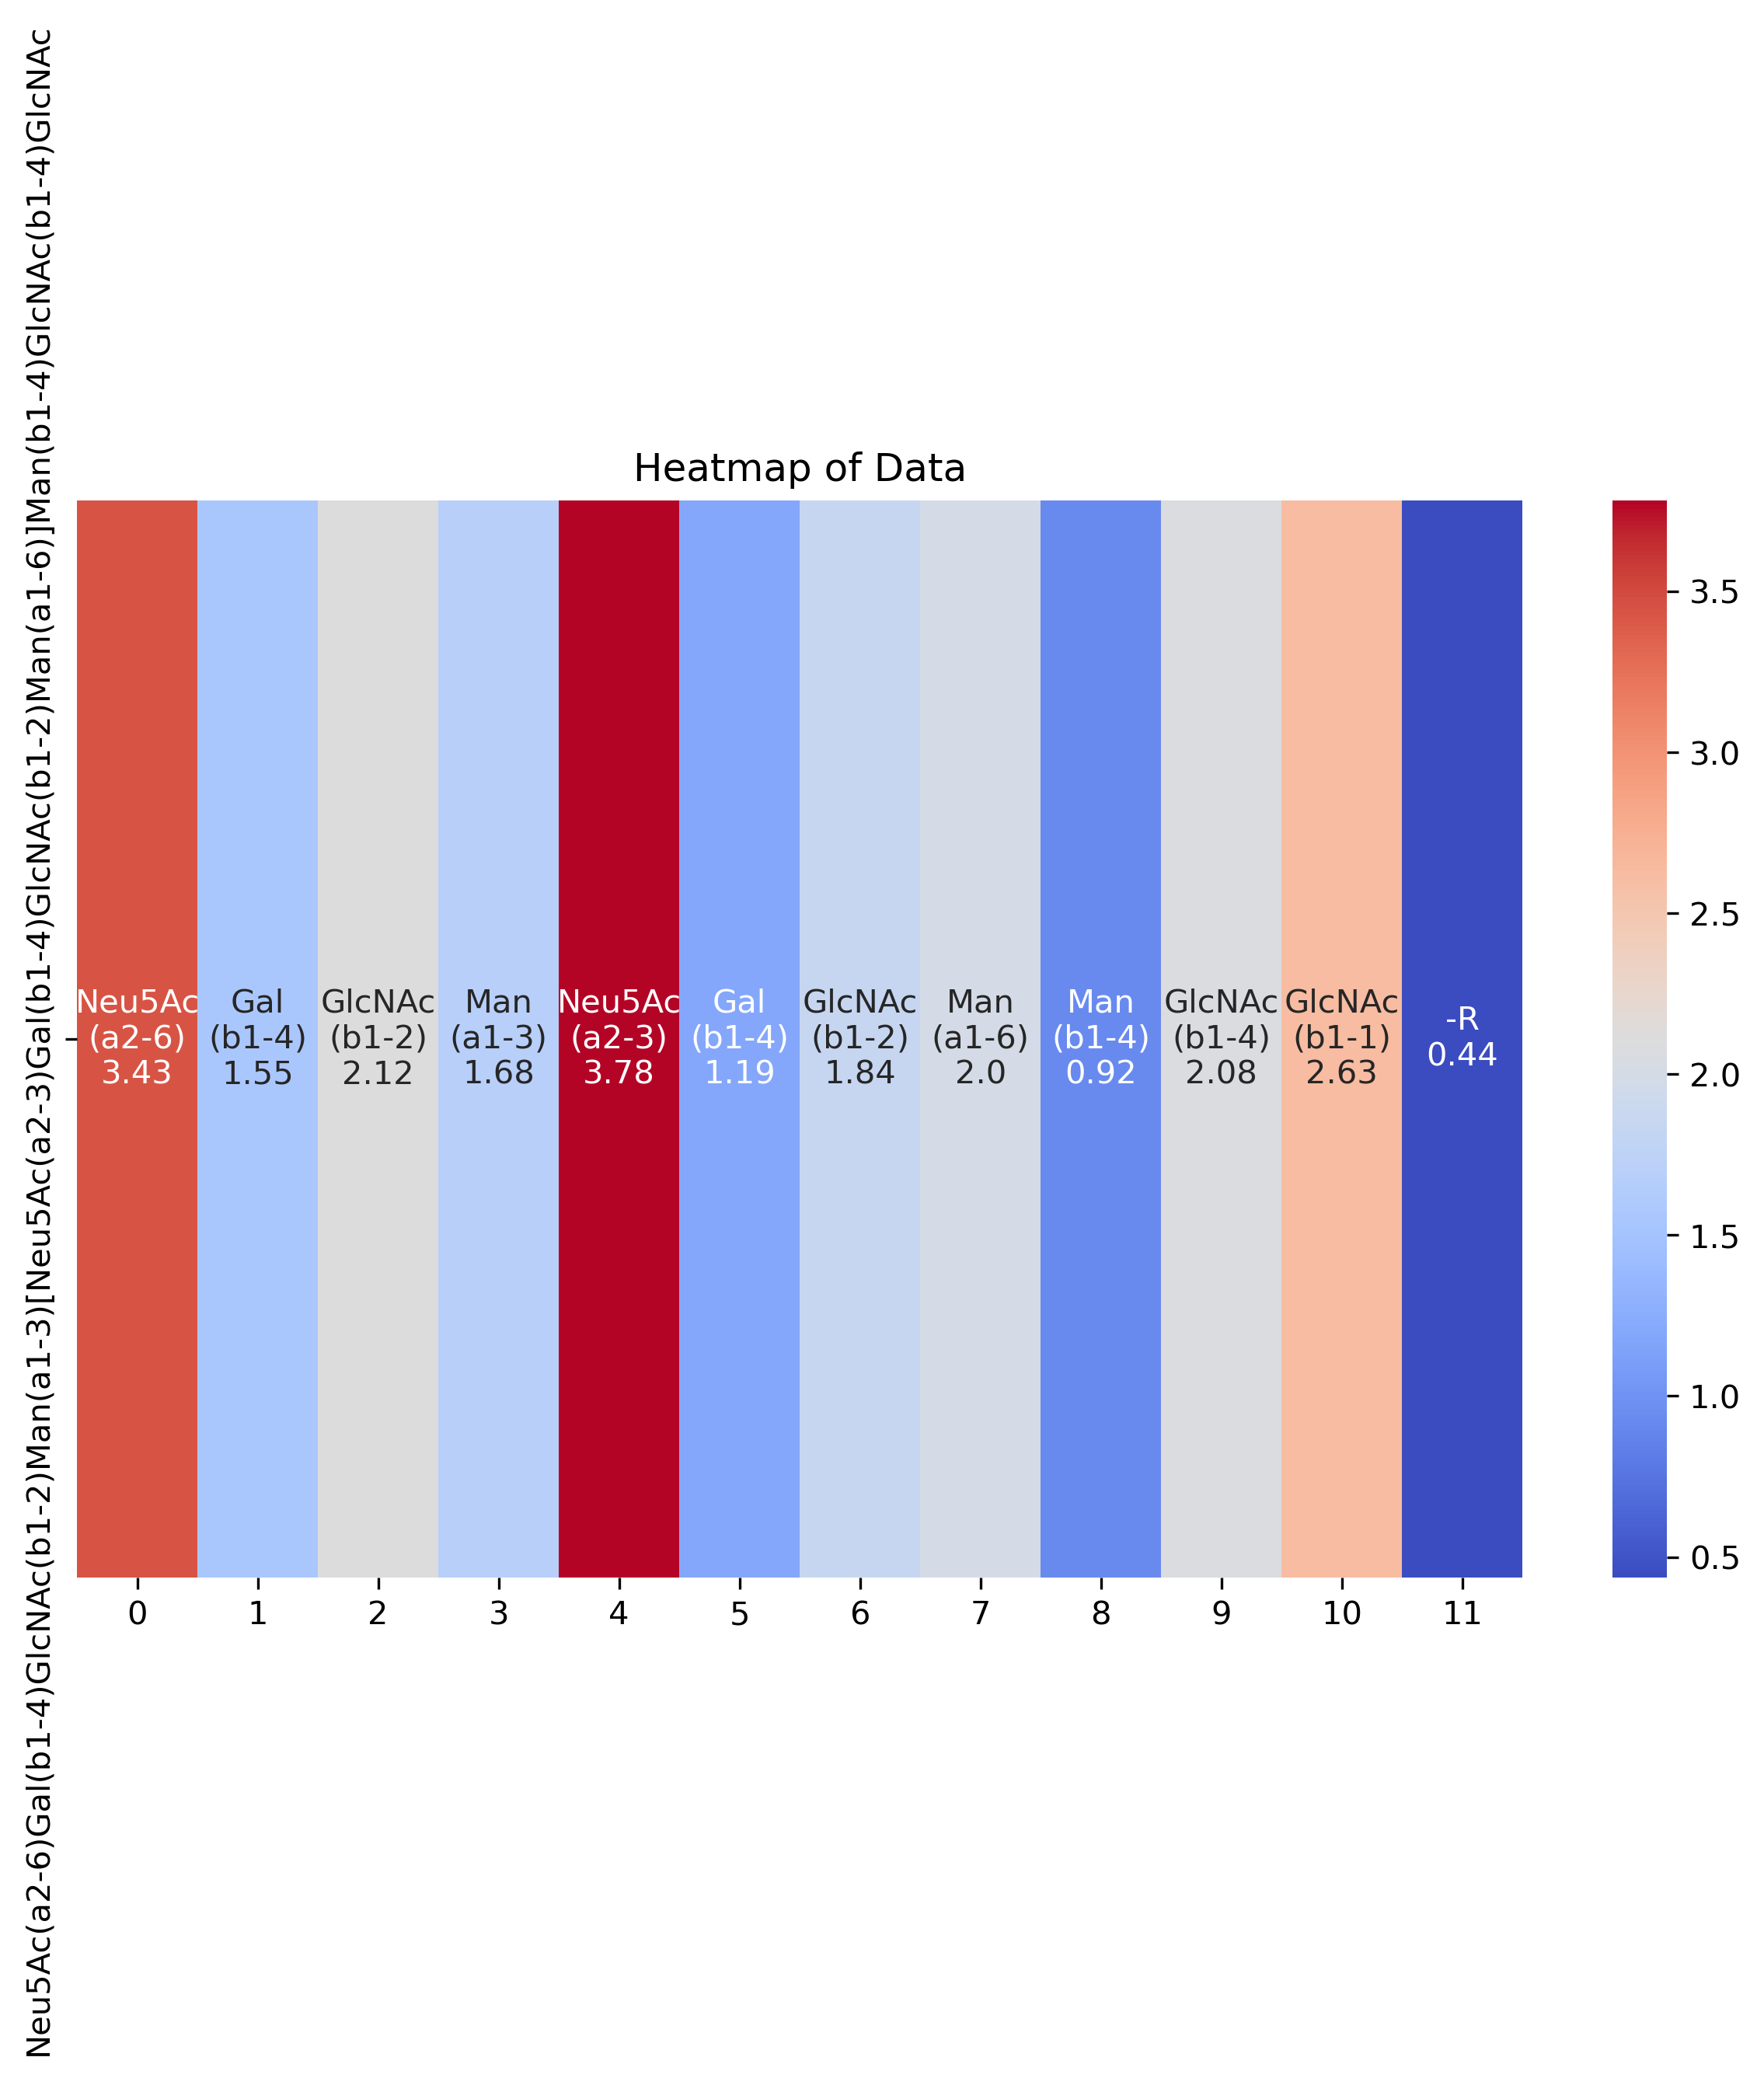 Neu5Ac(a2-6)Gal(b1-4)GlcNAc(b1-2)Man(a1-3)[Neu5Ac(a2-3)Gal(b1-4)GlcNAc(b1-2)Man(a1-6)]Man(b1-4)GlcNAc(b1-4)GlcNAc
Heatmap of Data
Neu5Ac
(a2-6)
3.43
Gal
(b1-4)
1.55
GlcNAc
(b1-2)
2.12
Man
(a1-3)
1.68
Neu5Ac
(a2-3)
3.78
Gal
(b1-4)
1.19
GlcNAc
(b1-2)
1.84
Man
(a1-6)
2.0
Man
(b1-4)
0.92
GlcNAc
(b1-4)
2.08
GlcNAc
(b1-1)
2.63
-R
0.44
0 1 2 3 4 5 6 7 8 9 10 11
3.5
3.0
2.5
2.0
1.5
1.0
0.5